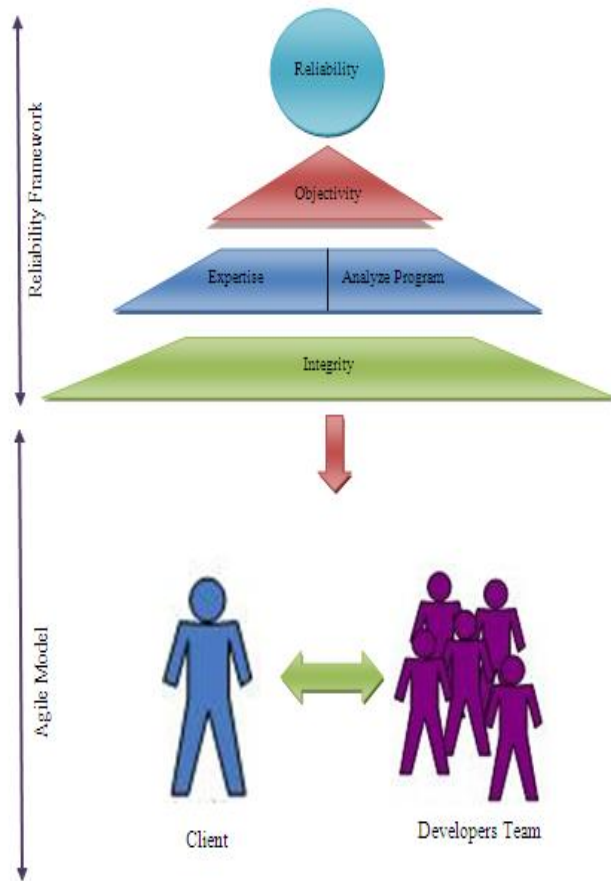 Reliability Framework
Reliability
Objectivity
Expertise
Analyze Program
Integrity
Agile Model
Client
Developers Team